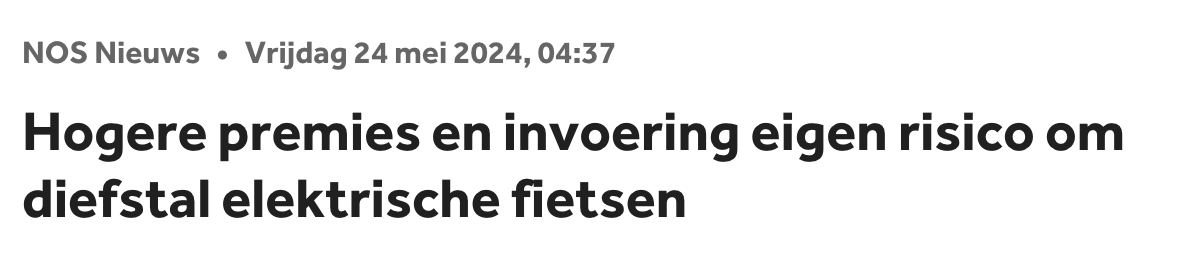 NOS Nieuws • Vrijdag 24 mei 2024, 04:37
Hogere premies en invoering eigen risico om
diefstal elektrische fietsen